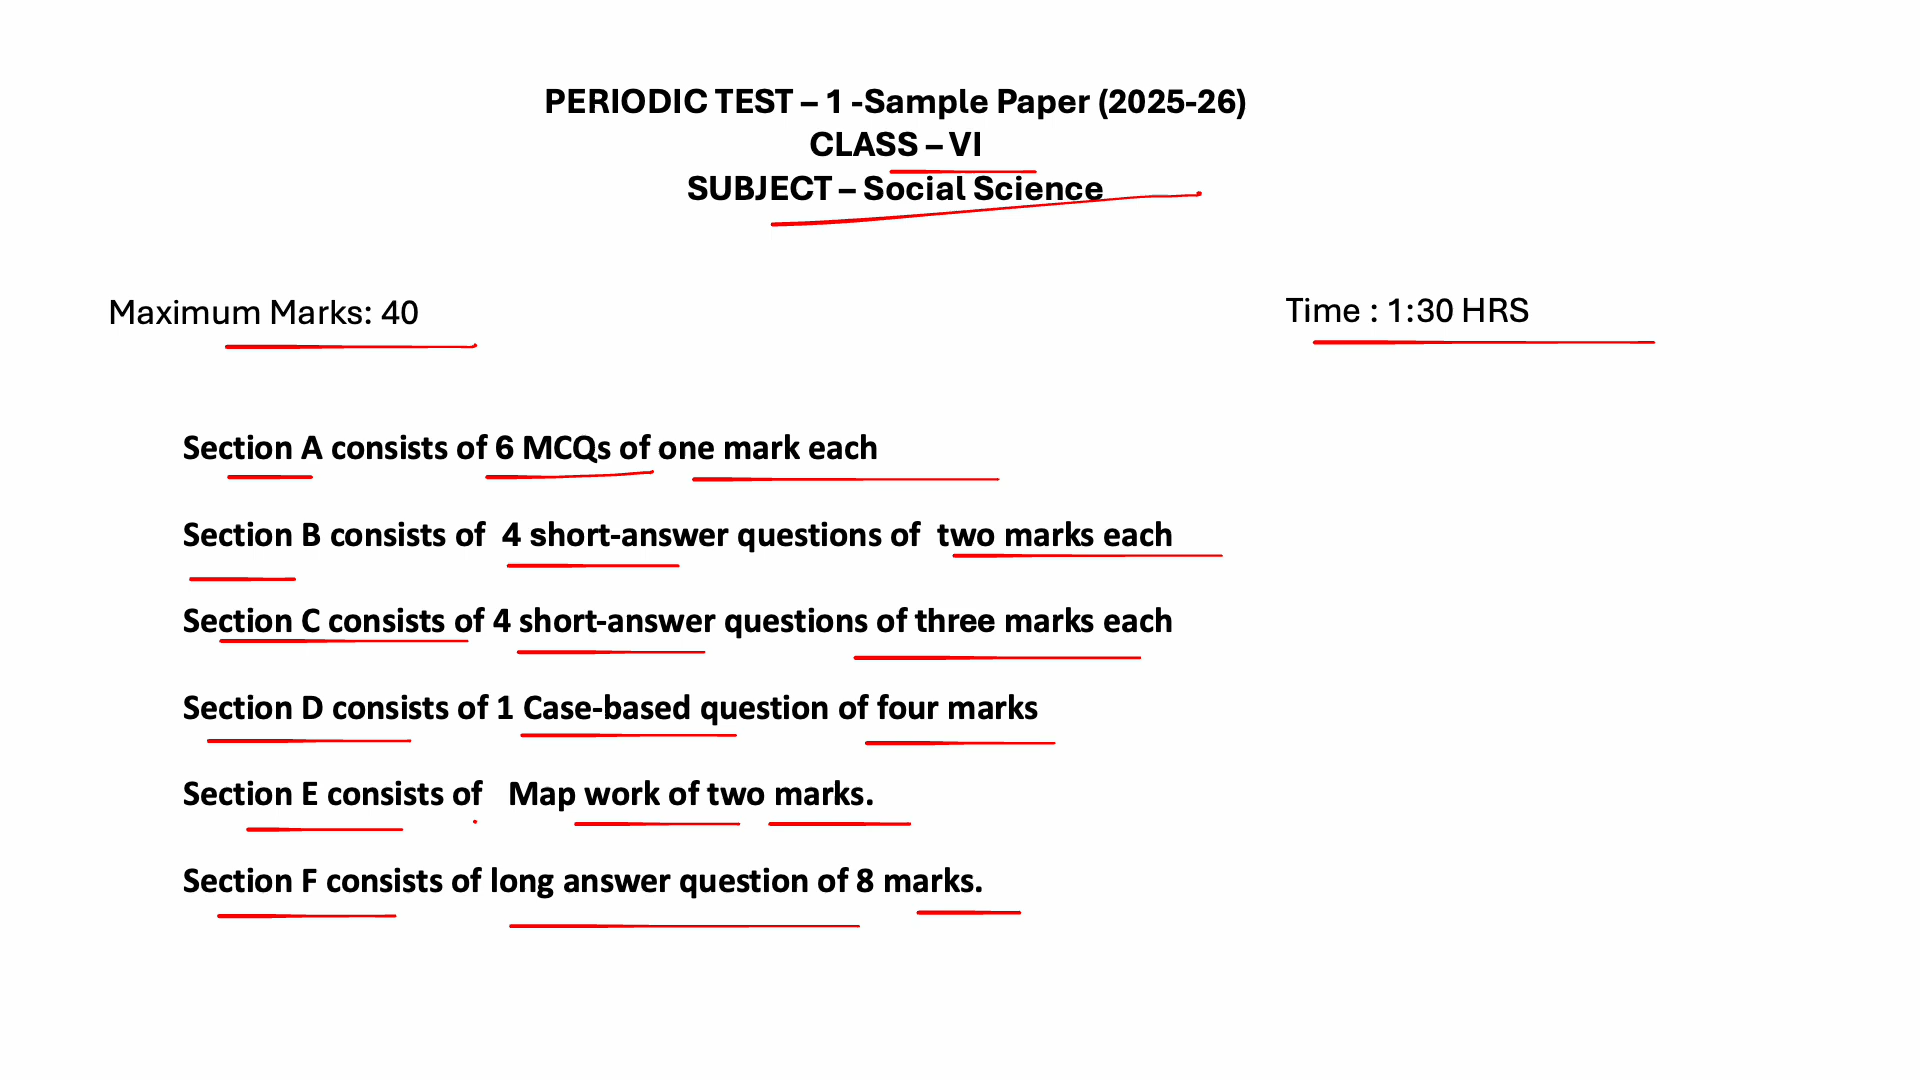 PERIODIC TEST – 1 -Sample Paper (2025-26)
CLASS – VI
SUBJECT – Social Science
Maximum Marks: 40
Time : 1:30 HRS
Section A consists of 6 MCQs of one mark each
Section B consists of 4 short-answer questions of two marks each
Section C consists of 4 short-answer questions of three marks each
Section D consists of 1 Case-based question of four marks
Section E consists of Map work of two marks.
Section F consists of long answer question of 8 marks.